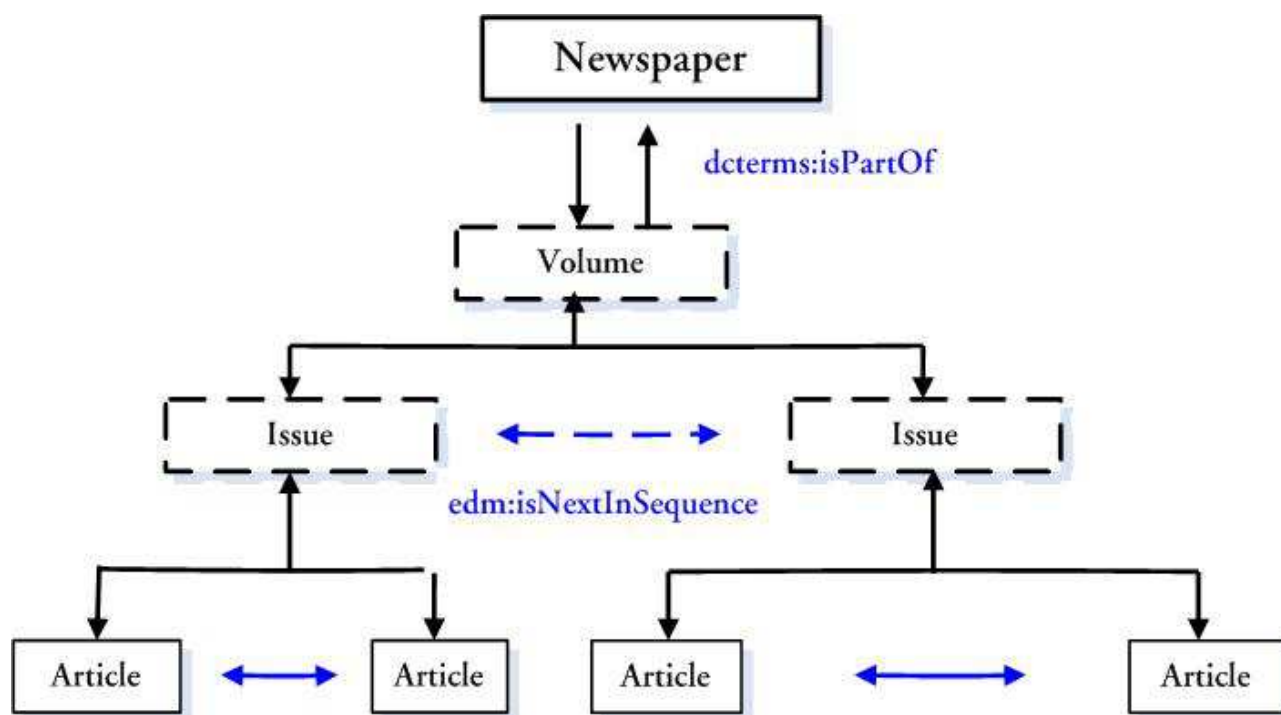 Newspaper
dcterms:isPartOf
Volume
Issue
Issue
edm:isNextInSequence
Article
Article
Article
Article